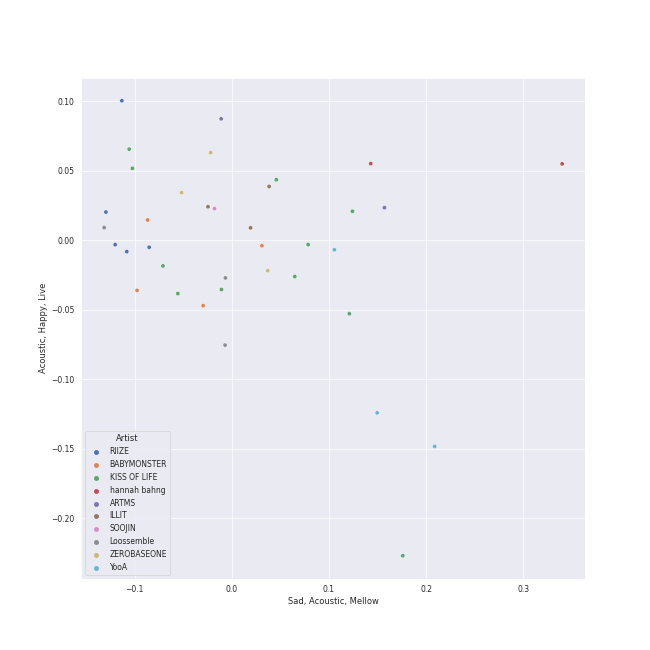 0.10
0.05
0.00
−0.05
−0.10
−0.15
−0.20
Acoustic, Happy, Live
Artist
RIIZE
BABYMONSTER
KISS OF LIFE
hannah bahng
ARTMS
ILLIT
SOOJIN
Loossemble
ZEROBASEONE
YooA
−0.1 0.0 0.1 0.2 0.3
Sad, Acoustic, Mellow